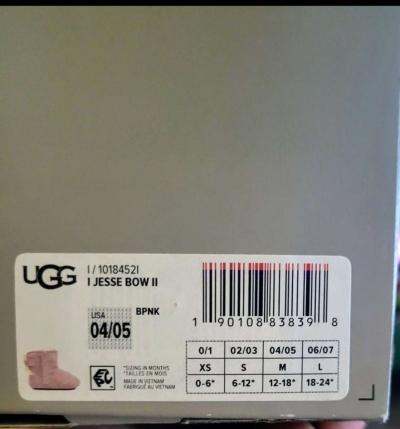 UGG
I / 1018452I
I JESSE BOW II
USA
04/05
BPNK
*SIZING IN MONTHS
*TAILLES EN MOIS
MADE IN VIETNAM
FABRIQUÉ AU VIETNAM
1 90108 83839 8
0/1 02/03 04/05 06/07
XS S M L
0-6* 6-12* 12-18* 18-24*